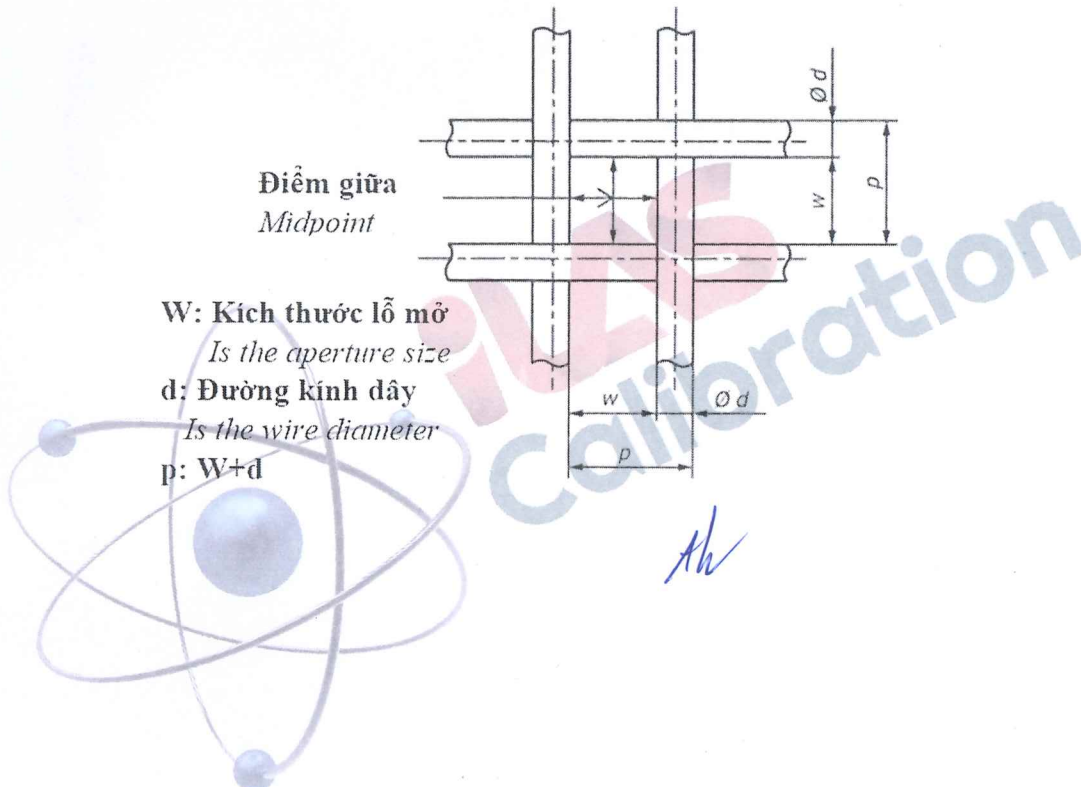 Điểm giữa
Midpoint
W: Kích thước lỗ mở
Is the aperture size
d: Đường kính dây
Is the wire diameter
p: W+d
Ø d
w
p
w
Ø d
p
iLAS
Calibration